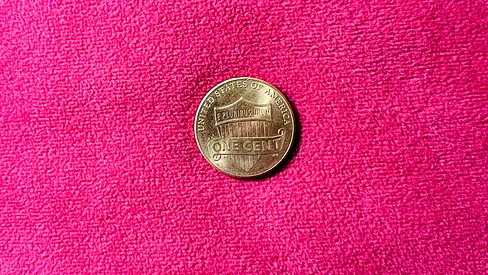 UNITED STATES OF AMERICA
E PLURIBUS UNUM
ONE CENT